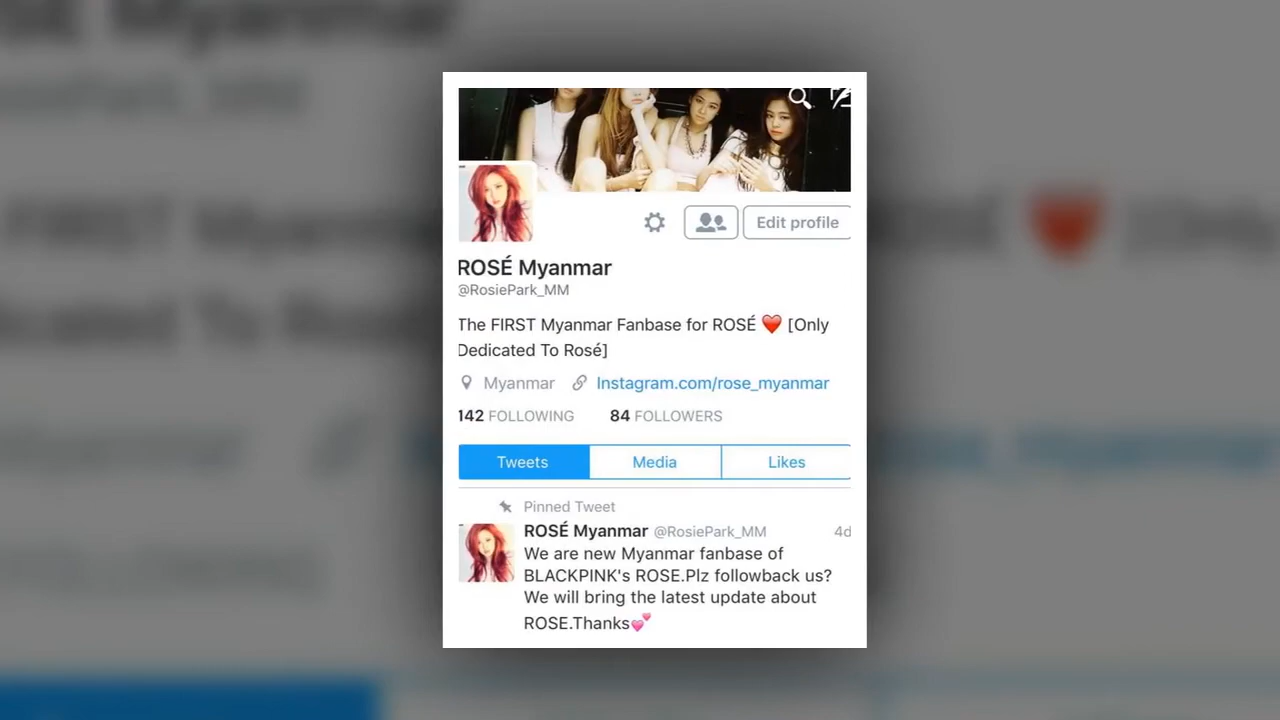 Edit profile
ROSÉ Myanmar
@RosiePark_MM
The FIRST Myanmar Fanbase for ROSÉ ❤️ [Only
Dedicated To Rosé]
Myanmar Instagram.com/rose_myanmar
142 FOLLOWING 84 FOLLOWERS
Tweets Media Likes
Pinned Tweet
ROSÉ Myanmar @RosiePark_MM 4d
We are new Myanmar fanbase of
BLACKPINK's ROSE.Plz followback us?
We will bring the latest update about
ROSE.Thanks💕